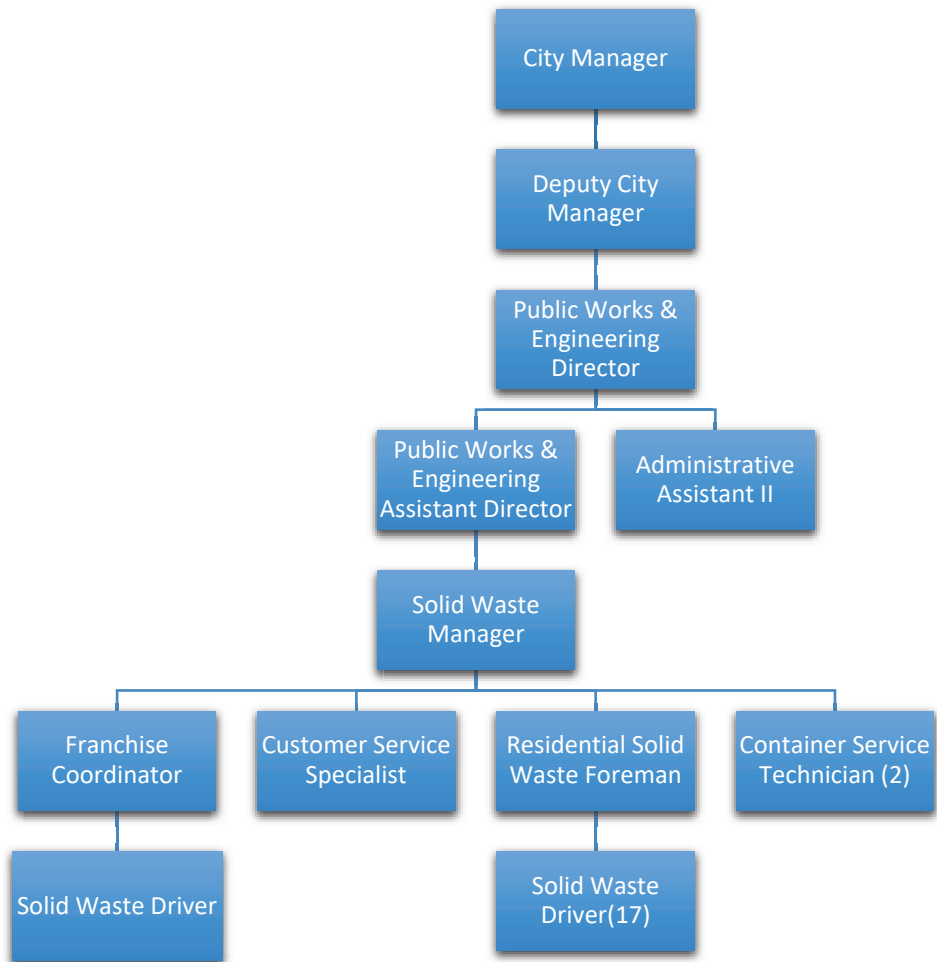 City Manager
Deputy City
Manager
Public Works &
Engineering
Director
Public Works &
Engineering
Assistant Director
Administrative
Assistant II
Solid Waste
Manager
Franchise
Coordinator
Customer Service
Specialist
Residential Solid
Waste Foreman
Container Service
Technician (2)
Solid Waste Driver
Solid Waste
Driver(17)